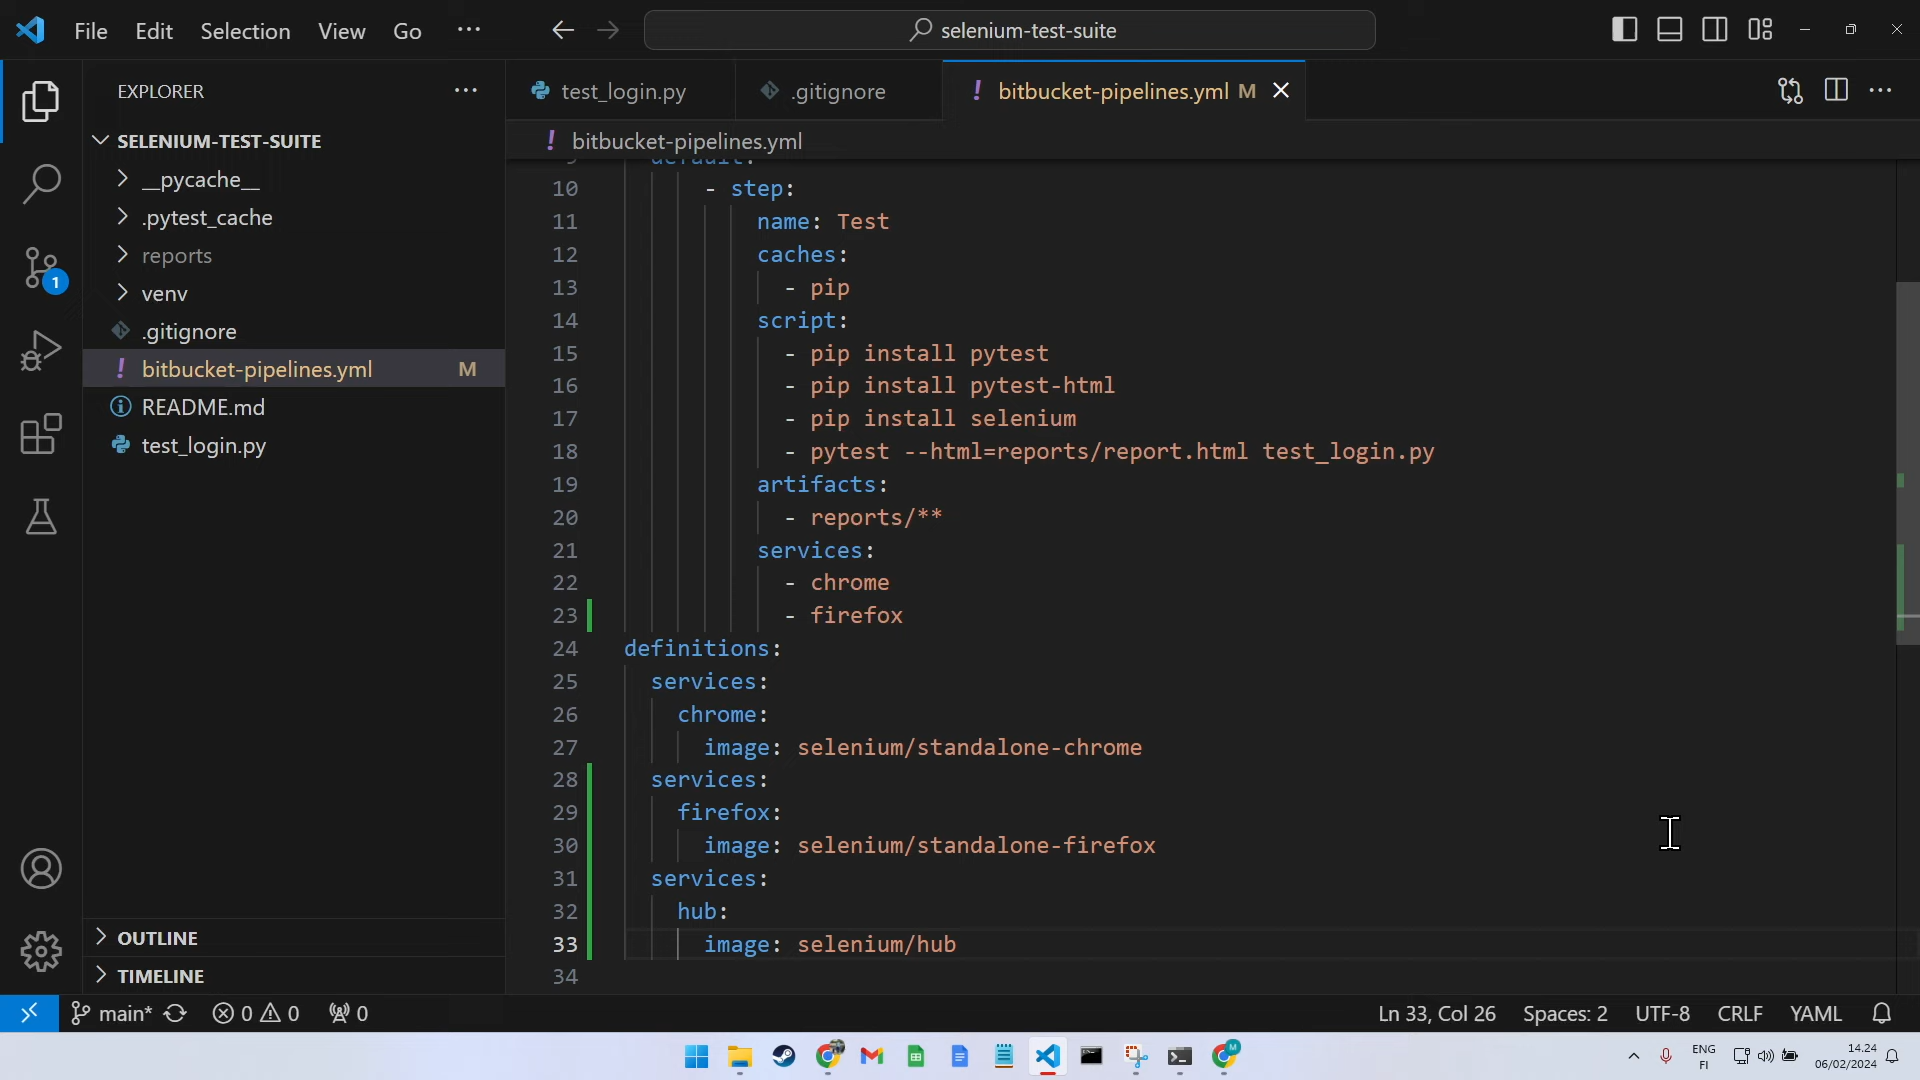 File Edit Selection View Go ···
selenium-test-suite
EXPLORER ···
SELENIUM-TEST-SUITE
__pycache__
.pytest_cache
reports
venv
.gitignore
bitbucket-pipelines.yml M
README.md
test_login.py
OUTLINE
TIMELINE
test_login.py .gitignore ! bitbucket-pipelines.yml M
! bitbucket-pipelines.yml
9 default:
10 - step:
11 name: Test
12 caches:
13 - pip
14 script:
15 - pip install pytest
16 - pip install pytest-html
17 - pip install selenium
18 - pytest --html=reports/report.html test_login.py
19 artifacts:
20 - reports/**
21 services:
22 - chrome
23 - firefox
24 definitions:
25 services:
26 chrome:
27 image: selenium/standalone-chrome
28 services:
29 firefox:
30 image: selenium/standalone-firefox
31 services:
32 hub:
33 image: selenium/hub
34
1
main* 0 0 0 Ln 33, Col 26 Spaces: 2 UTF-8 CRLF YAML
ENG
FI
14.24
06/02/2024